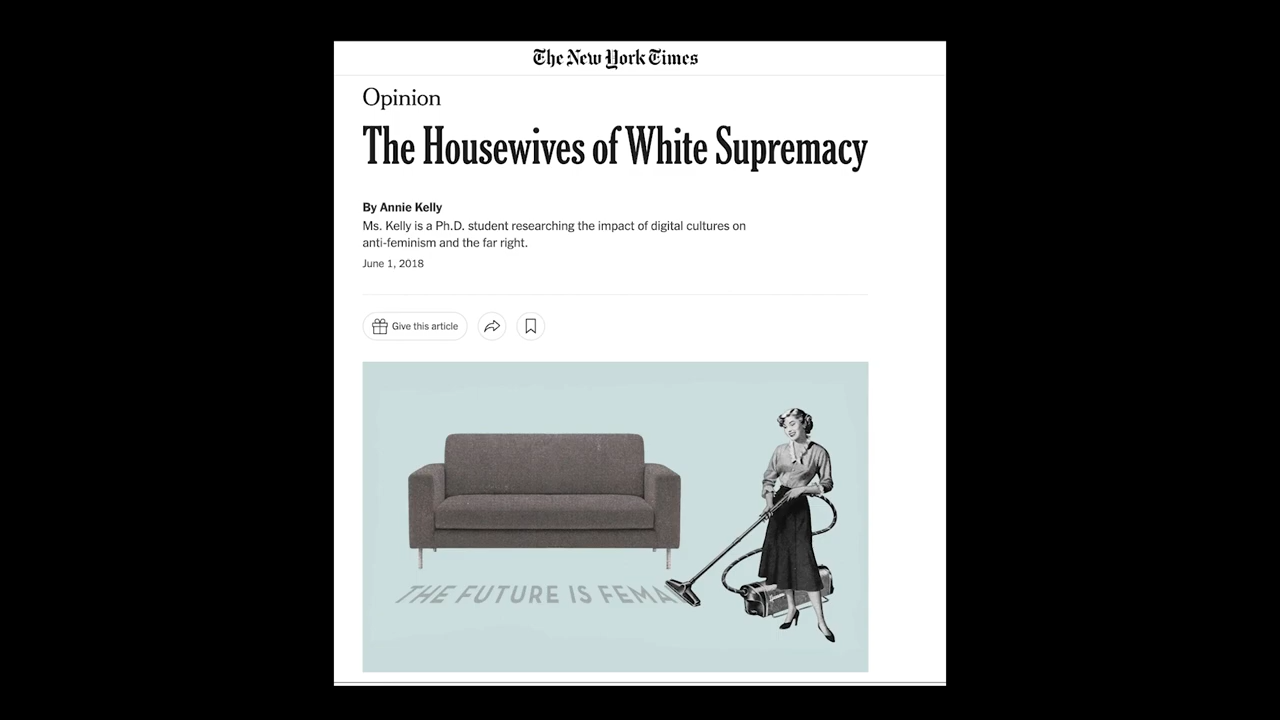 The New York Times
Opinion
The Housewives of White Supremacy
By Annie Kelly
Ms. Kelly is a Ph.D. student researching the impact of digital cultures on
anti-feminism and the far right.
June 1, 2018
Give this article
THE FUTURE IS FEMA